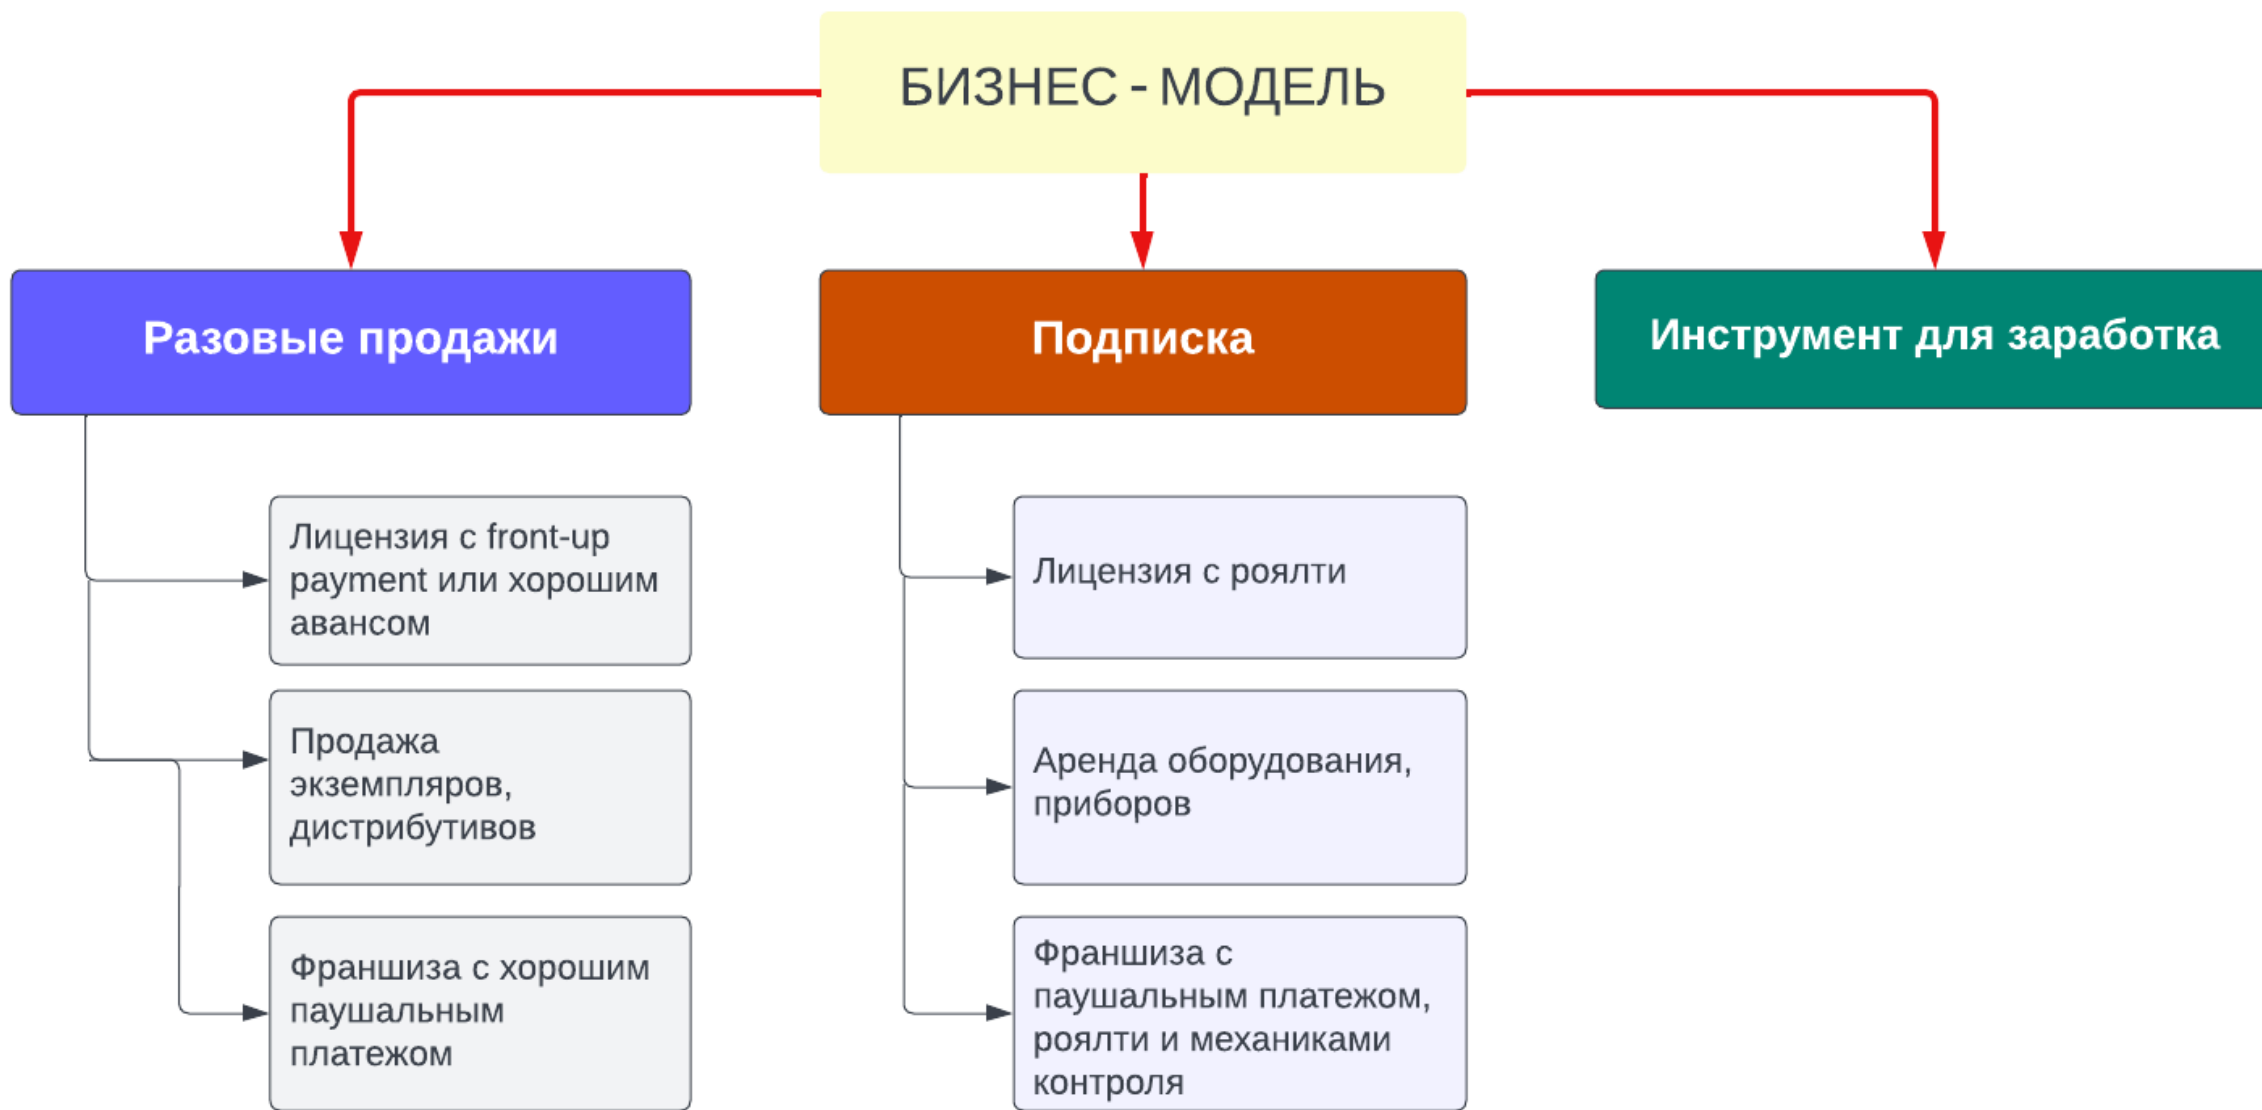 БИЗНЕС - МОДЕЛЬ
Разовые продажи
Подписка
Инструмент для заработка
Лицензия с front-up
payment или хорошим
авансом
Продажа
экземпляров,
дистрибутивов
Франшиза с хорошим
паушальным
платежом
Лицензия с роялти
Аренда оборудования,
приборов
Франшиза с
паушальным платежом,
роялти и механиками
контроля